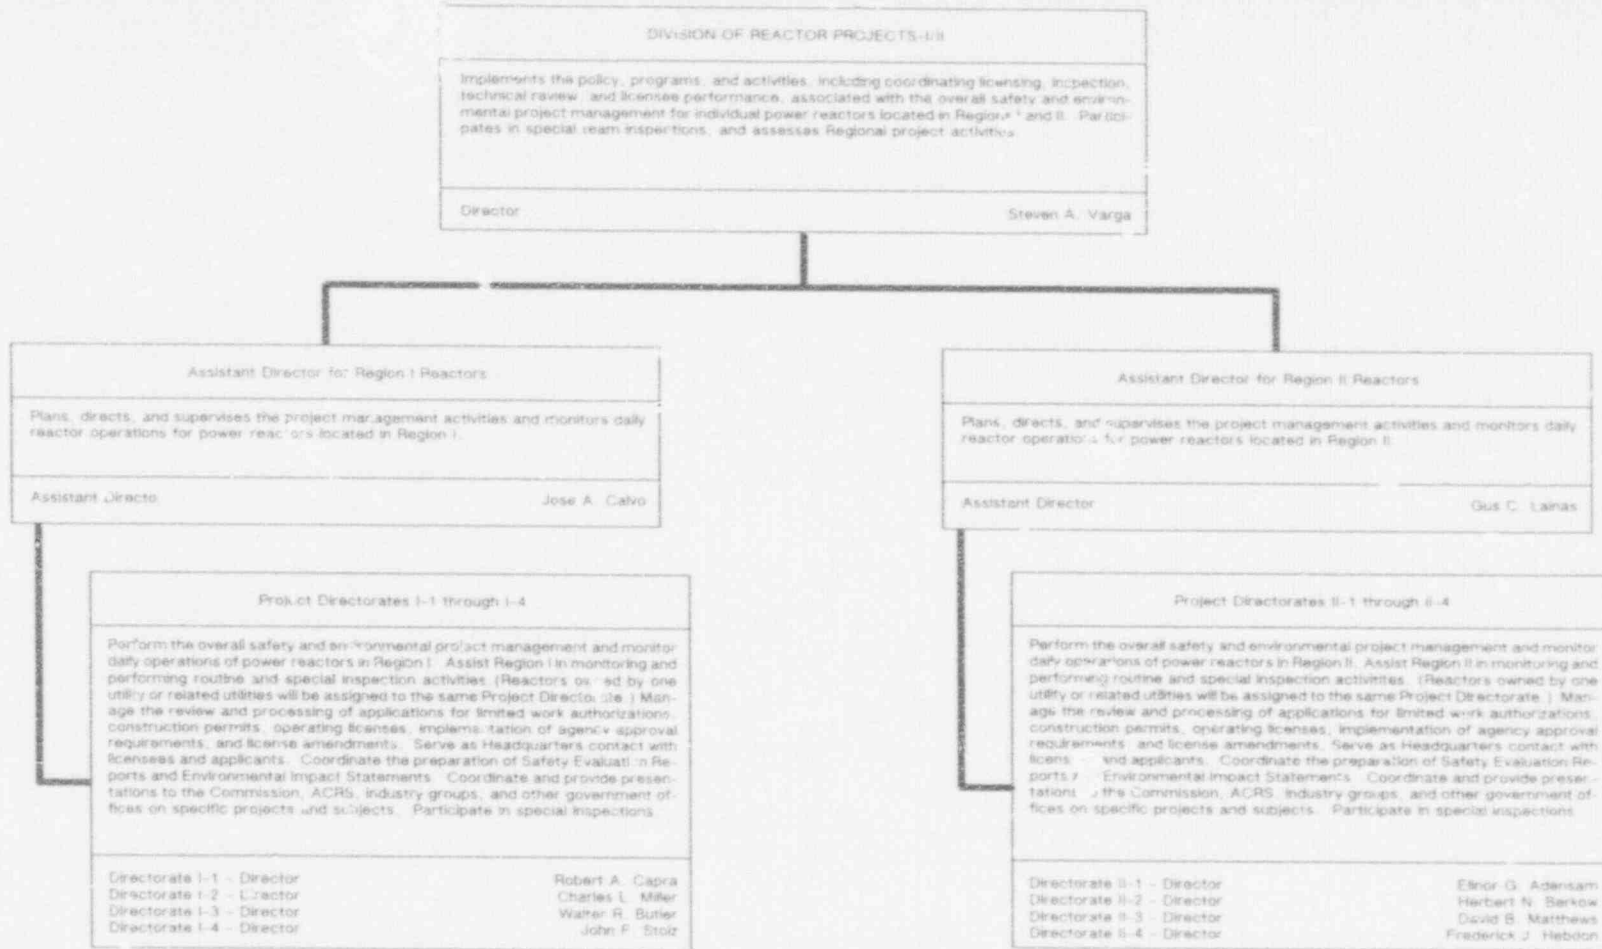 DIVISION OF REACTOR PROJECTS-I/II
Implements the policy, programs, and activities, including coordinating licensing, inspection,
technical review, and licensee performance, associated with the overall safety and environ-
mental project management for individual power reactors located in Regions I and II. Partici-
pates in special team inspections, and assesses Regional project activities.
Director Steven A. Varga
Assistant Director for Region I Reactors
Plans, directs, and supervises the project management activities and monitors daily
reactor operations for power reactors located in Region I.
Assistant Directo Jose A. Calvo
Project Directorates I-1 through I-4
Perform the overall safety and environmental project management and monitor
daily operations of power reactors in Region I. Assist Region I in monitoring and
performing routine and special inspection activities. (Reactors owned by one
utility or related utilities will be assigned to the same Project Directorate.) Man-
age the review and processing of applications for limited work authorizations,
construction permits, operating licenses, implementation of agency approval
requirements, and license amendments. Serve as Headquarters contact with
licensees and applicants. Coordinate the preparation of Safety Evaluation Re-
ports and Environmental Impact Statements. Coordinate and provide presen-
tations to the Commission, ACRS, industry groups, and other government of-
fices on specific projects and subjects. Participate in special inspections.
Directorate I-1 - Director Robert A. Capra
Directorate I-2 - Director Charles L. Miller
Directorate I-3 - Director Walter R. Butler
Directorate I-4 - Director John F. Stolz
Assistant Director for Region II Reactors
Plans, directs, and supervises the project management activities and monitors daily
reactor operations for power reactors located in Region II.
Assistant Director Gus C. Lainas
Project Directorates II-1 through II-4
Perform the overall safety and environmental project management and monitor
daily operations of power reactors in Region II. Assist Region II in monitoring and
performing routine and special inspection activities. (Reactors owned by one
utility or related utilities will be assigned to the same Project Directorate.) Man-
age the review and processing of applications for limited work authorizations,
construction permits, operating licenses, implementation of agency approval
requirements, and license amendments. Serve as Headquarters contact with
licens and applicants. Coordinate the preparation of Safety Evaluation Re-
ports Environmental Impact Statements. Coordinate and provide presen-
tations the Commission, ACRS, industry groups, and other government of-
fices on specific projects and subjects. Participate in special inspections.
Directorate II-1 - Director Elinor G. Adensam
Directorate II-2 - Director Herbert N. Berkow
Directorate II-3 - Director David B. Matthews
Directorate II-4 - Director Frederick J. Hebdon